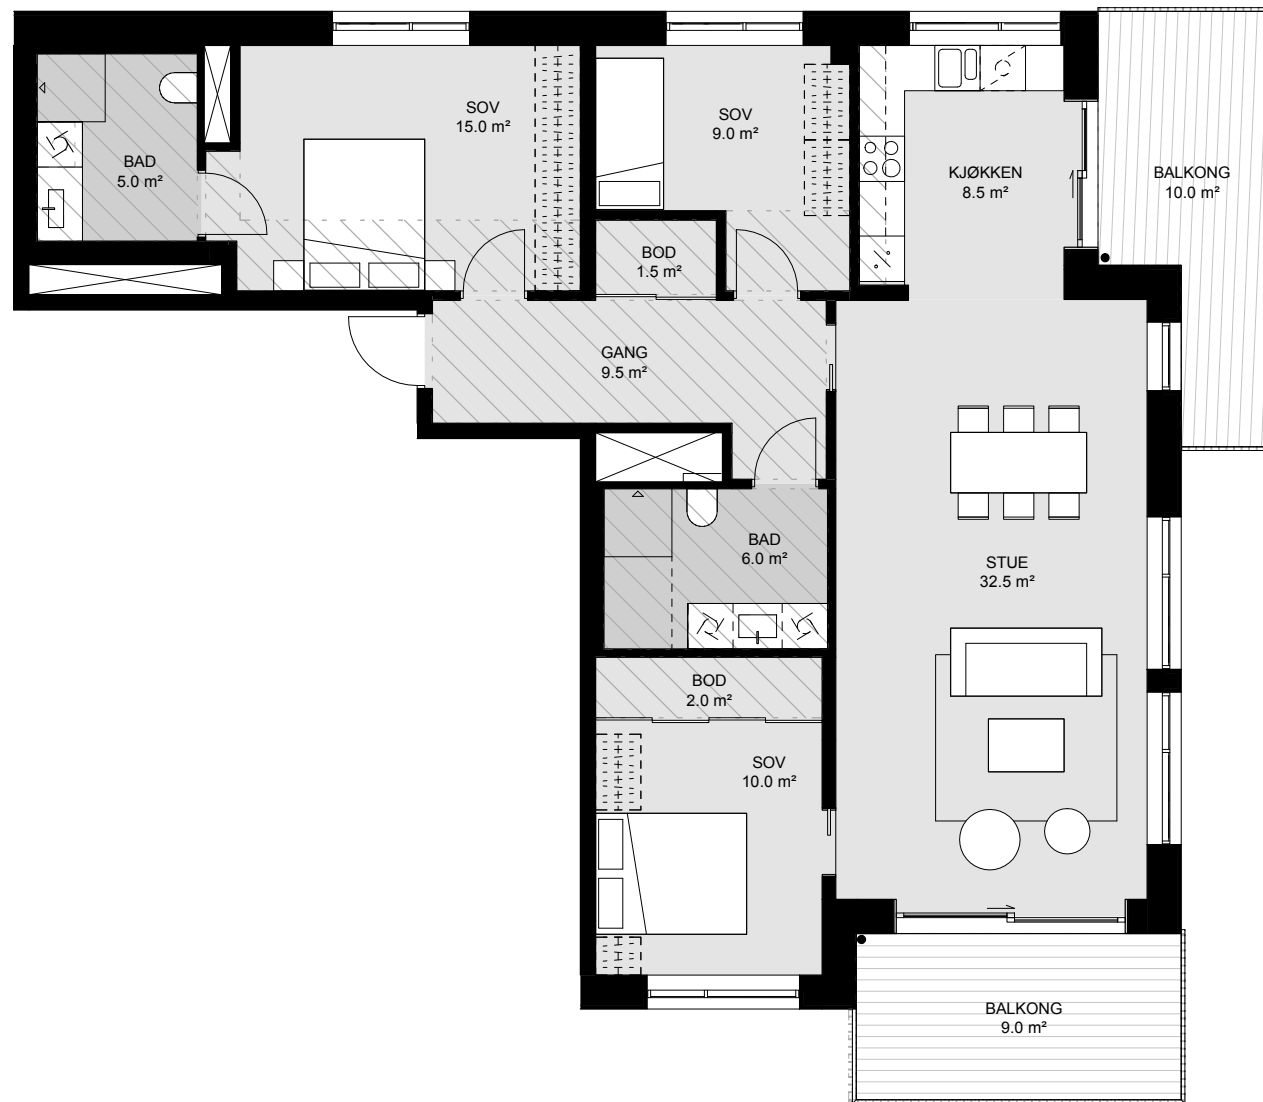 SOV
15.0 m²
SOV
9.0 m²
BAD
5.0 m²
KJØKKEN
8.5 m²
BALKONG
10.0 m²
BOD
1.5 m²
GANG
9.5 m²
BAD
6.0 m²
STUE
32.5 m²
BOD
2.0 m²
SOV
10.0 m²
BALKONG
9.0 m²